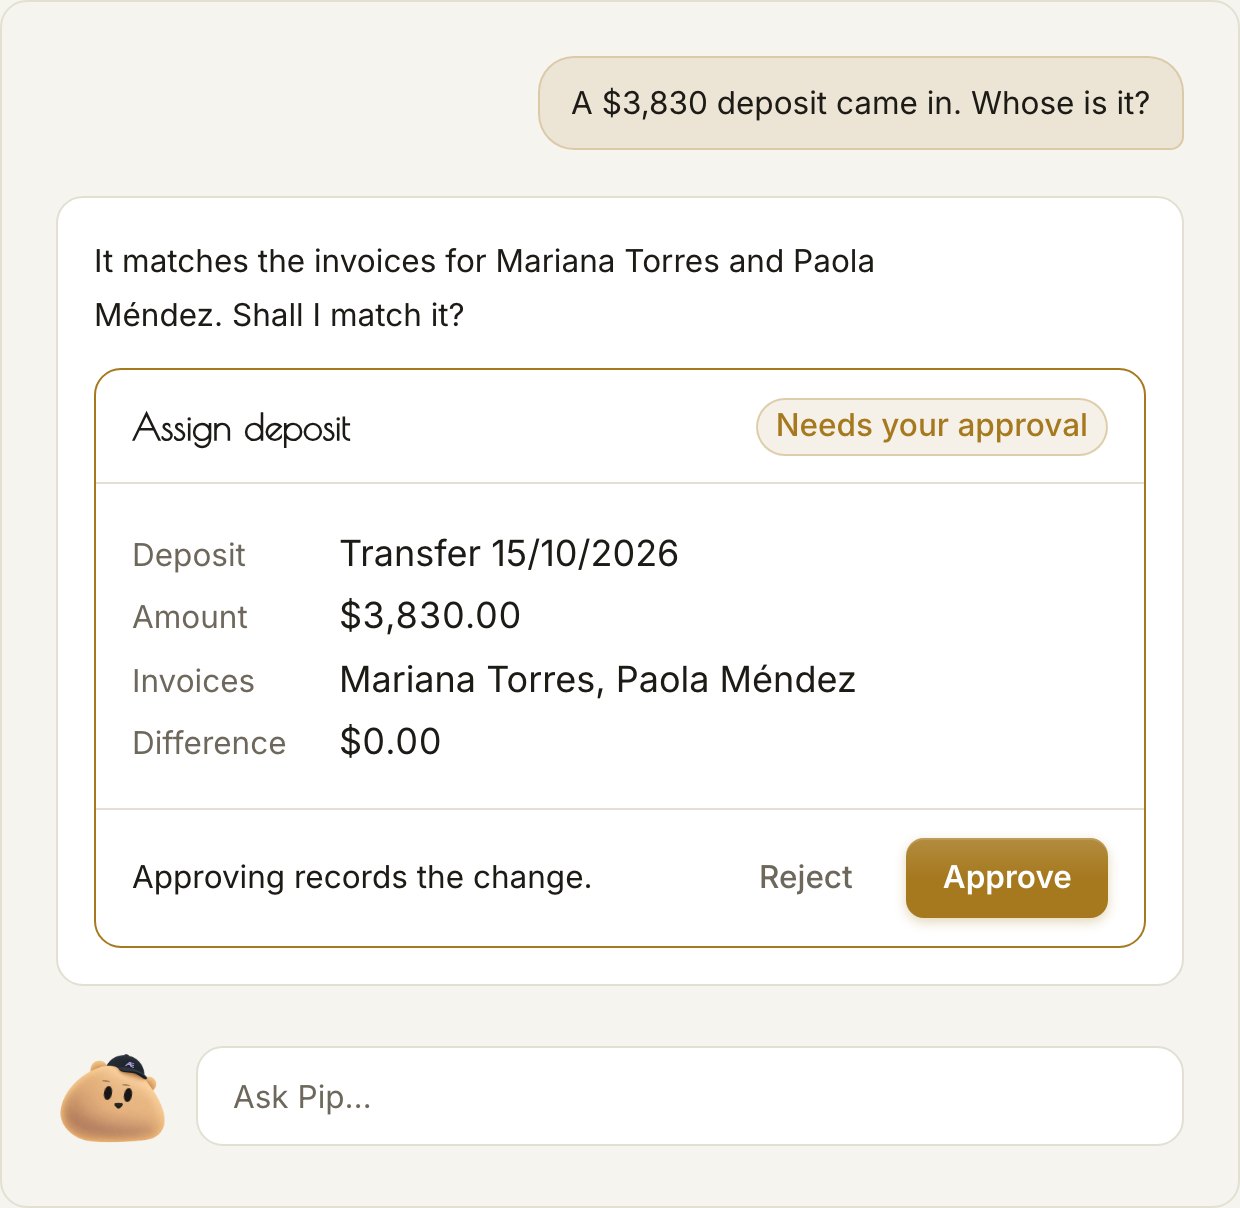 A $3,830 deposit came in. Whose is it?
It matches the invoices for Mariana Torres and Paola
Méndez. Shall I match it?
Assign deposit
Needs your approval
Deposit Transfer 15/10/2026
Amount $3,830.00
Invoices Mariana Torres, Paola Méndez
Difference $0.00
Approving records the change.
Reject
Approve
Ask Pip...